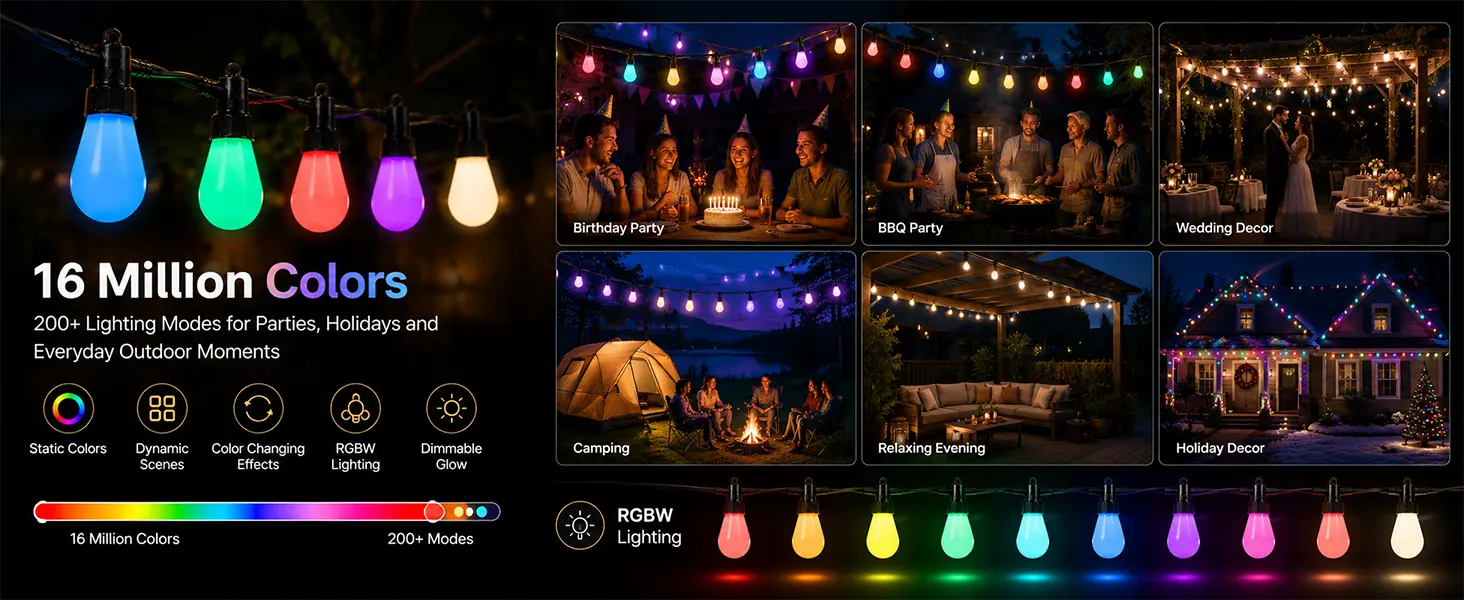 16 Million Colors
200+ Lighting Modes for Parties, Holidays and
Everyday Outdoor Moments
Static Colors
Dynamic
Scenes
Color Changing
Effects
RGBW
Lighting
Dimmable
Glow
16 Million Colors
200+ Modes
Birthday Party
BBQ Party
Wedding Decor
Camping
Relaxing Evening
Holiday Decor
RGBW
Lighting